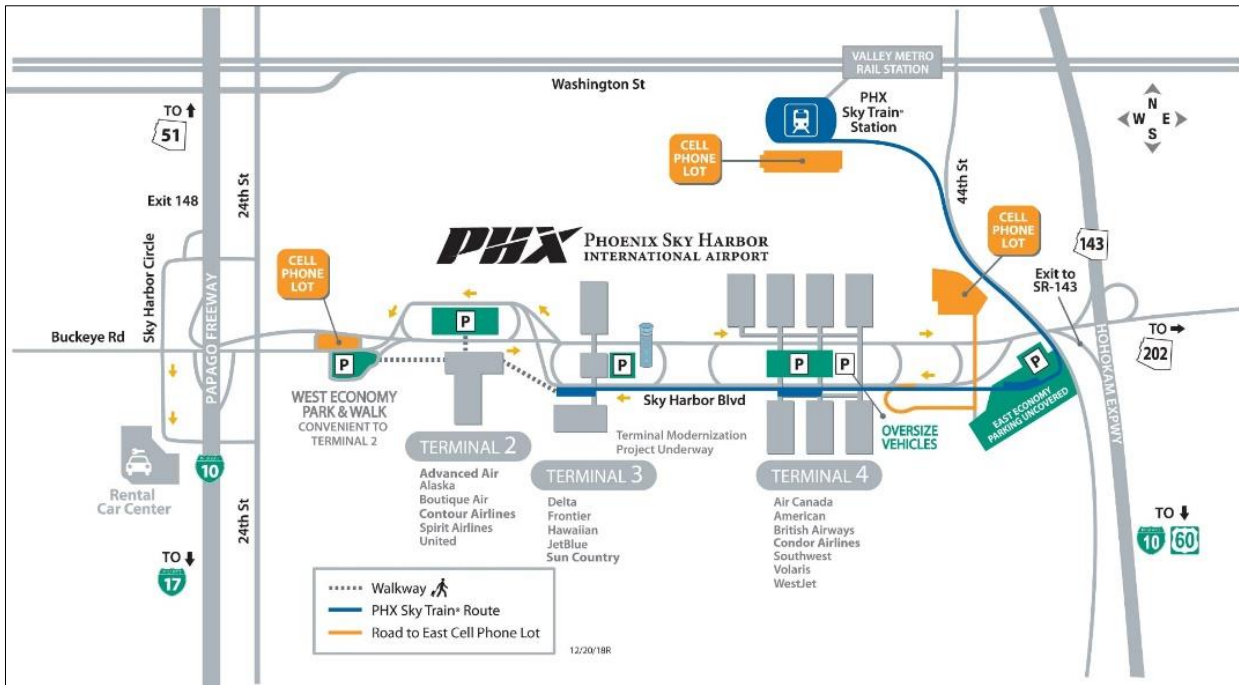 VALLEY METRO
RAIL STATION
Washington St
TO
51
PHX
Sky Train®
Station
N
W E
S
CELL
PHONE
LOT
44th St
Exit 148
24th St
Sky Harbor Circle
PHX
PHOENIX SKY HARBOR
INTERNATIONAL AIRPORT
CELL
PHONE
LOT
143
Exit to
SR-143
CELL
PHONE
LOT
Buckeye Rd
P
P
P
P
P
P
TO
202
PAPAGO FREEWAY
HOHOKAM EXPWY
WEST ECONOMY
PARK & WALK
CONVENIENT TO
TERMINAL 2
Sky Harbor Blvd
EAST ECONOMY
PARKING UNCOVERED
OVERSIZE
VEHICLES
Terminal Modernization
Project Underway
TERMINAL 2
Advanced Air
Alaska
Boutique Air
Contour Airlines
Spirit Airlines
United
TERMINAL 3
Delta
Frontier
Hawaiian
JetBlue
Sun Country
TERMINAL 4
Air Canada
American
British Airways
Condor Airlines
Southwest
Volaris
WestJet
10
Rental
Car Center
24th St
TO
17
TO
10
60
Walkway
PHX Sky Train® Route
Road to East Cell Phone Lot
12/20/18R